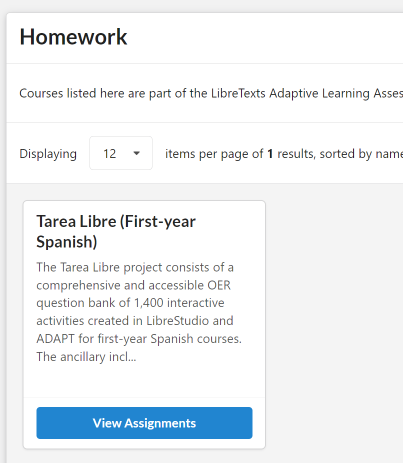 Homework
Courses listed here are part of the LibreTexts Adaptive Learning Asses
Displaying 12 items per page of 1 results, sorted by name
Tarea Libre (First-year
Spanish)
The Tarea Libre project consists of a
comprehensive and accessible OER
question bank of 1,400 interactive
activities created in LibreStudio and
ADAPT for first-year Spanish courses.
The ancillary incl...
View Assignments